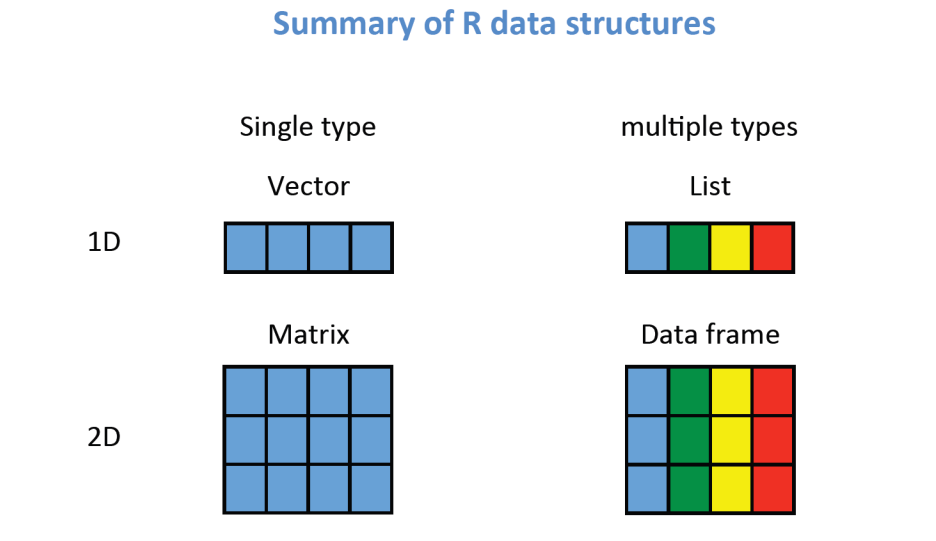 Summary of R data structures
Single type
multiple types
Vector
List
1D
Matrix
Data frame
2D